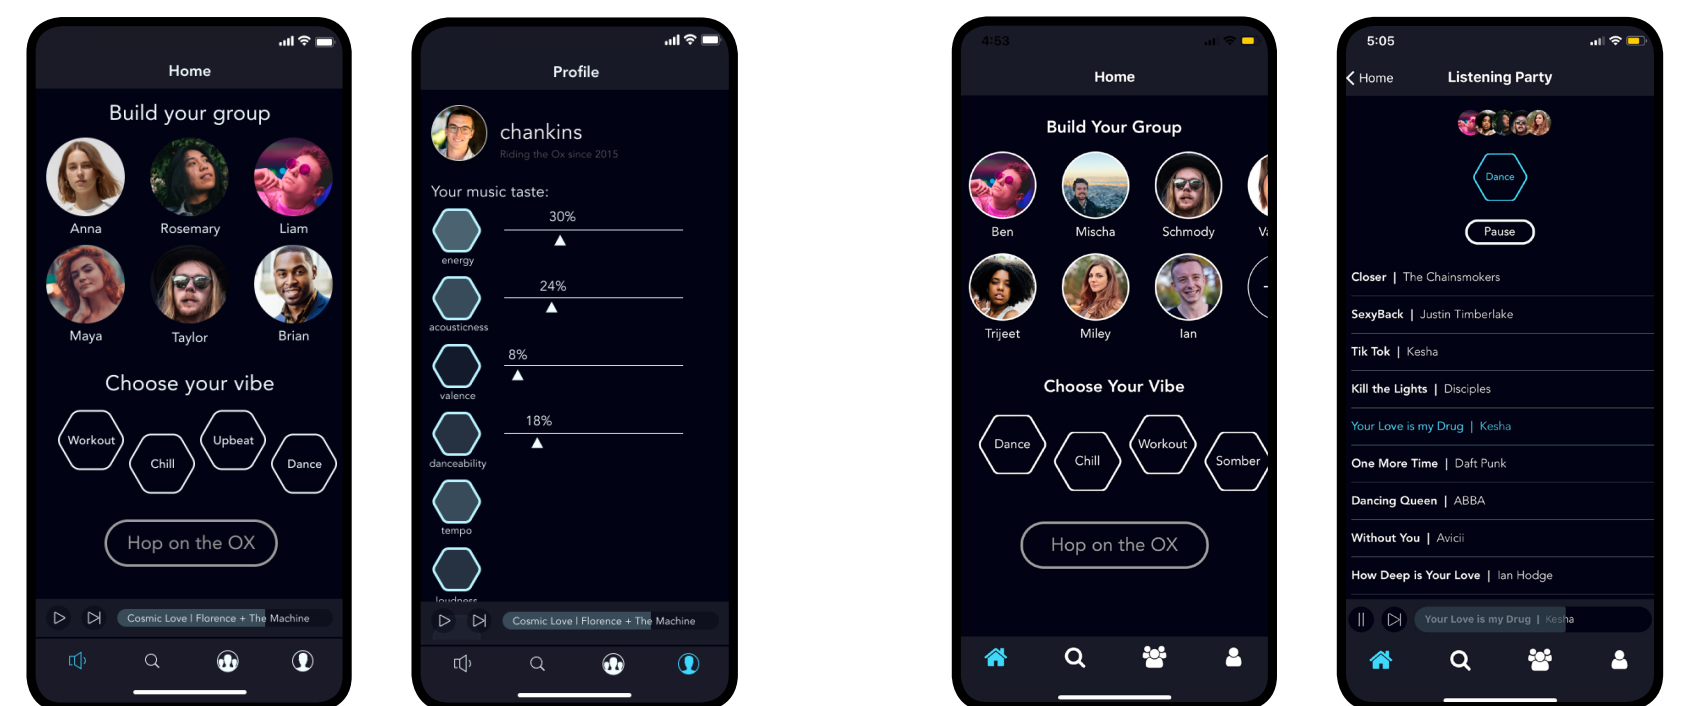 Home
Build your group
Anna Rosemary Liam
Maya Taylor Brian
Choose your vibe
Workout Upbeat
Chill Dance
Hop on the OX
Cosmic Love | Florence + The Machine
Profile
chankins
Riding the Ox since 2015
Your music taste:
30%
energy
24%
acousticness
8%
valence
18%
danceability
tempo
loudness
Cosmic Love | Florence + The Machine
4:53
Home
Build Your Group
Ben Mischa Schmody
Trijeet Miley Ian
Choose Your Vibe
Dance Workout
Chill Somber
Hop on the OX
5:05
Home Listening Party
Dance
Pause
Closer | The Chainsmokers
SexyBack | Justin Timberlake
Tik Tok | Kesha
Kill the Lights | Disciples
Your Love is my Drug | Kesha
One More Time | Daft Punk
Dancing Queen | ABBA
Without You | Avicii
How Deep is Your Love | Ian Hodge
Your Love is my Drug | Kesha